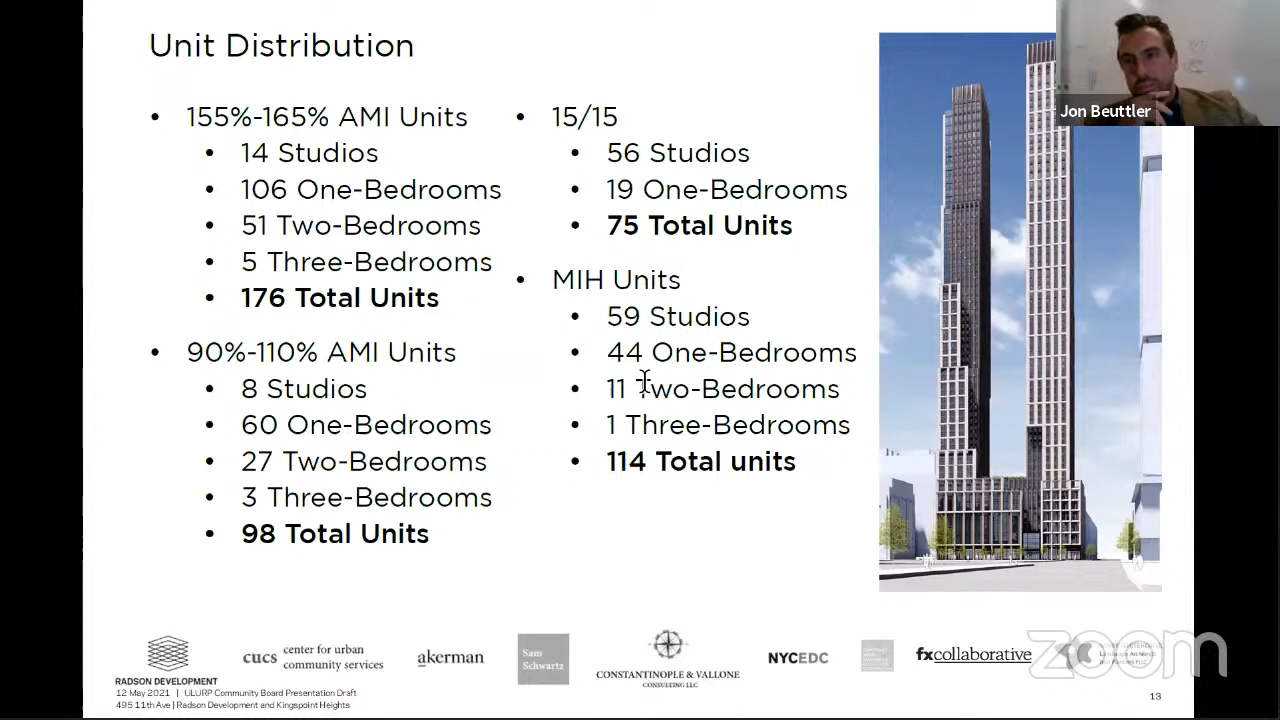 Unit Distribution
• 155%-165% AMI Units
• 14 Studios
• 106 One-Bedrooms
• 51 Two-Bedrooms
• 5 Three-Bedrooms
• 176 Total Units
• 90%-110% AMI Units
• 8 Studios
• 60 One-Bedrooms
• 27 Two-Bedrooms
• 3 Three-Bedrooms
• 98 Total Units
• 15/15
• 56 Studios
• 19 One-Bedrooms
• 75 Total Units
• MIH Units
• 59 Studios
• 44 One-Bedrooms
• 11 Two-Bedrooms
• 1 Three-Bedrooms
• 114 Total units
Jon Beuttler
RADSON DEVELOPMENT
cucs center for urban
community services
akerman
Sam
Schwartz
CONSTANTINOPLE & VALLONE
CONSULTING LLC
NYCEDC
fxcollaborative
zoom
12 May 2021 | ULURP Community Board Presentation Draft
495 11th Ave | Radson Development and Kingspoint Heights
13